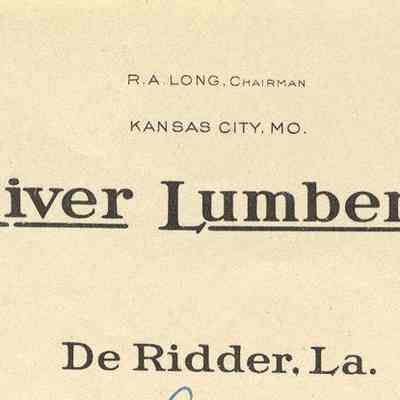 R.A. LONG, CHAIRMAN
KANSAS CITY, MO.
iver Lumber
De Ridder, La.